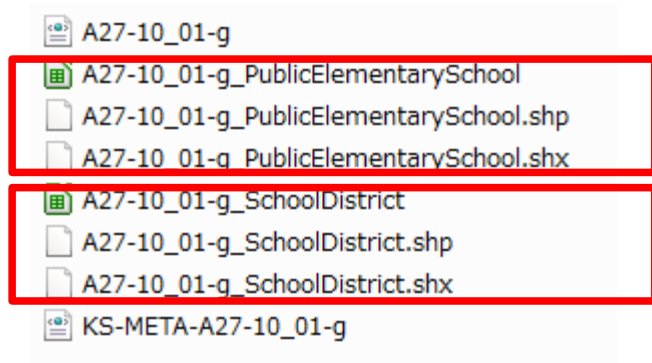 A27-10_01-g
A27-10_01-g_PublicElementarySchool
A27-10_01-g_PublicElementarySchool.shp
A27-10_01-g_PublicElementarySchool.shx
A27-10_01-g_SchoolDistrict
A27-10_01-g_SchoolDistrict.shp
A27-10_01-g_SchoolDistrict.shx
KS-META-A27-10_01-g